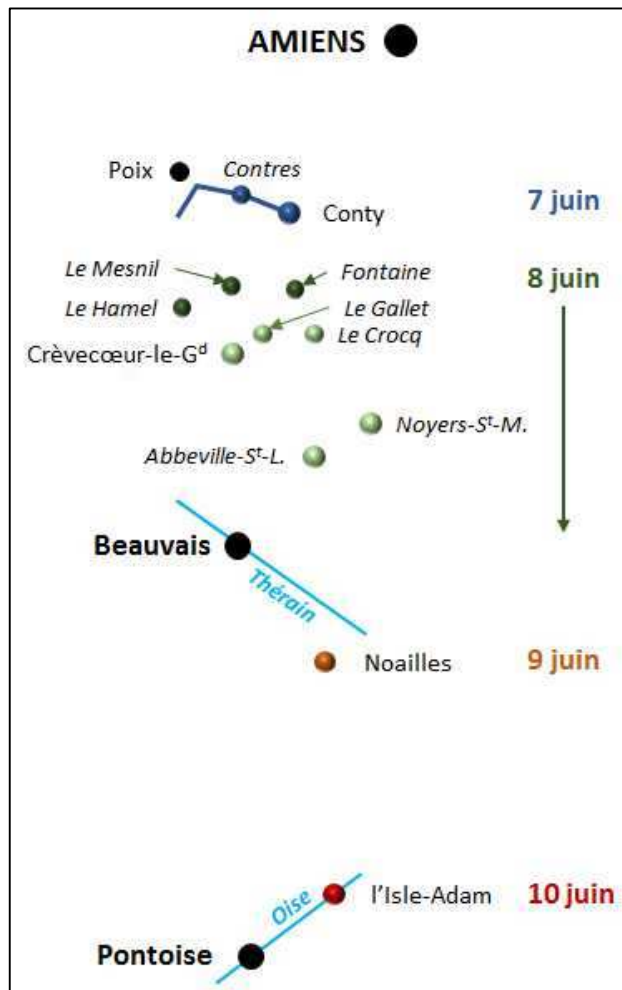 AMIENS
Poix
Contres
Conty
7 juin
Le Mesnil
Fontaine
8 juin
Le Hamel
Le Gallet
Le Crocq
Crèvecœur-le-Gᵈ
Noyers-Sᵗ-M.
Abbeville-Sᵗ-L.
Beauvais
Thérain
Noailles
9 juin
Oise
l'Isle-Adam
10 juin
Pontoise